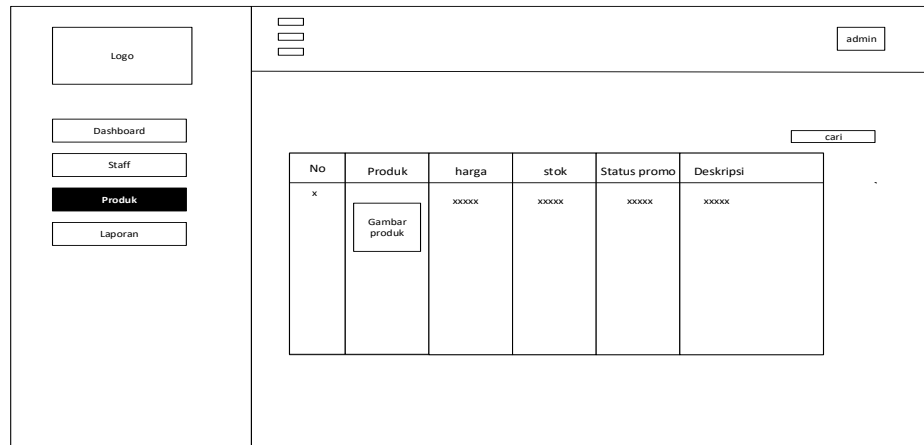 Logo
admin
Dashboard
Staff
Produk
Laporan
cari
No Produk harga stok Status promo Deskripsi
x xxxxx xxxxx xxxxx xxxxx
Gambar
produk